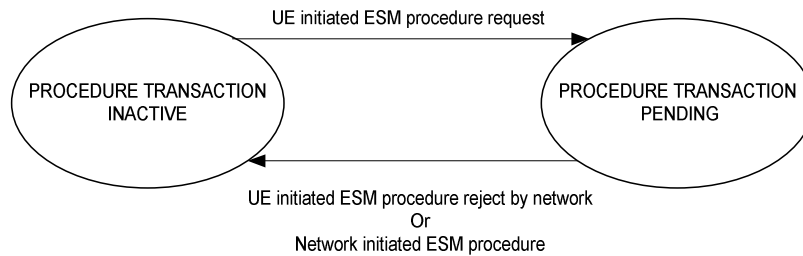 UE initiated ESM procedure request
PROCEDURE TRANSACTION
INACTIVE
PROCEDURE TRANSACTION
PENDING
UE initiated ESM procedure reject by network
Or
Network initiated ESM procedure